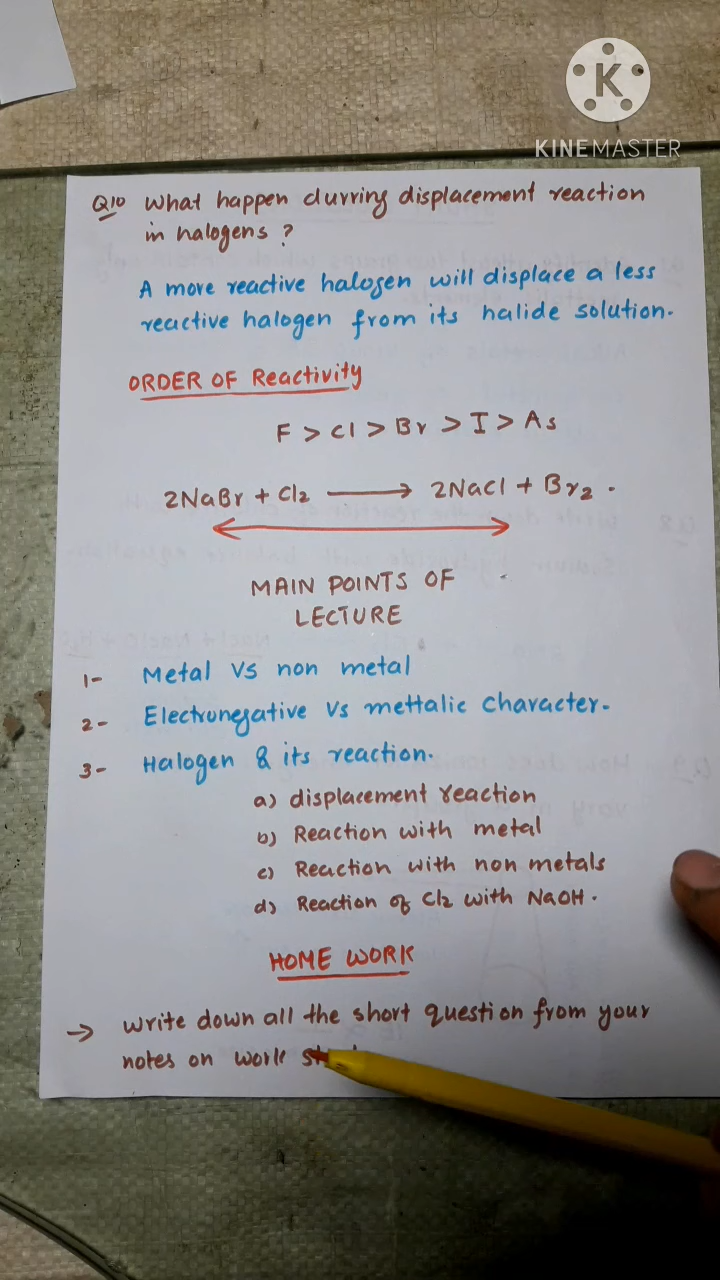 K
KINEMASTER
Q10 What happen durring displacement reaction
in halogens ?
A more reactive halogen will displace a less
reactive halogen from its halide solution.
ORDER OF Reactivity
F > Cl > Br > I > As
2NaBr + Cl2 → 2NaCl + Br2 .
MAIN POINTS OF
LECTURE
1- Metal Vs non metal
2- Electronegative Vs mettalic character.
3- Halogen & its reaction.
a) displacement reaction
b) Reaction with metal
c) Reaction with non metals
d) Reaction of Cl2 with NaOH .
HOME WORK
→ Write down all the short question from your
notes on work